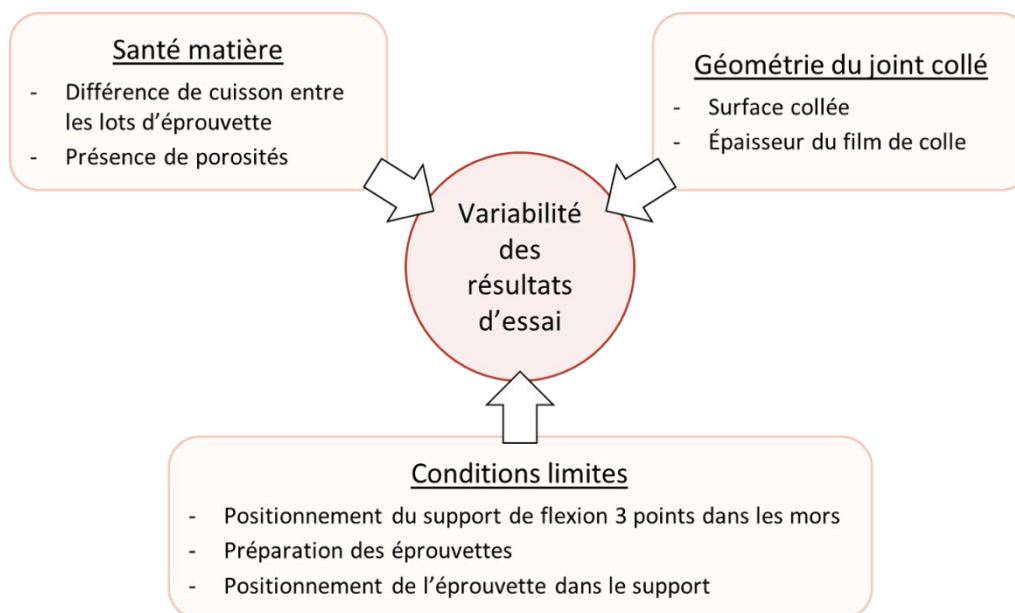 Santé matière
- Différence de cuisson entre
les lots d’éprouvette
- Présence de porosités
Géométrie du joint collé
- Surface collée
- Épaisseur du film de colle
Variabilité
des
résultats
d’essai
Conditions limites
- Positionnement du support de flexion 3 points dans les mors
- Préparation des éprouvettes
- Positionnement de l’éprouvette dans le support